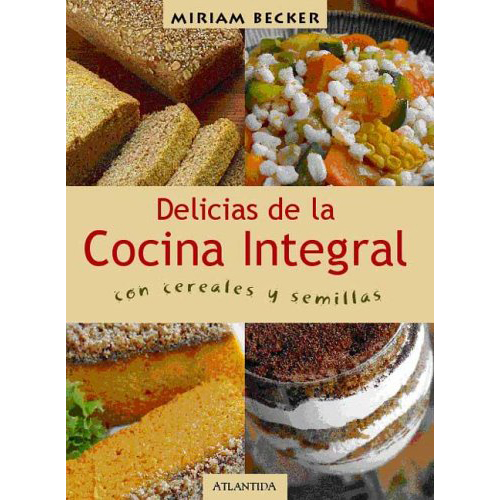 MIRIAM BECKER
Delicias de la
Cocina Integral
con cereales y semillas
ATLANTIDA